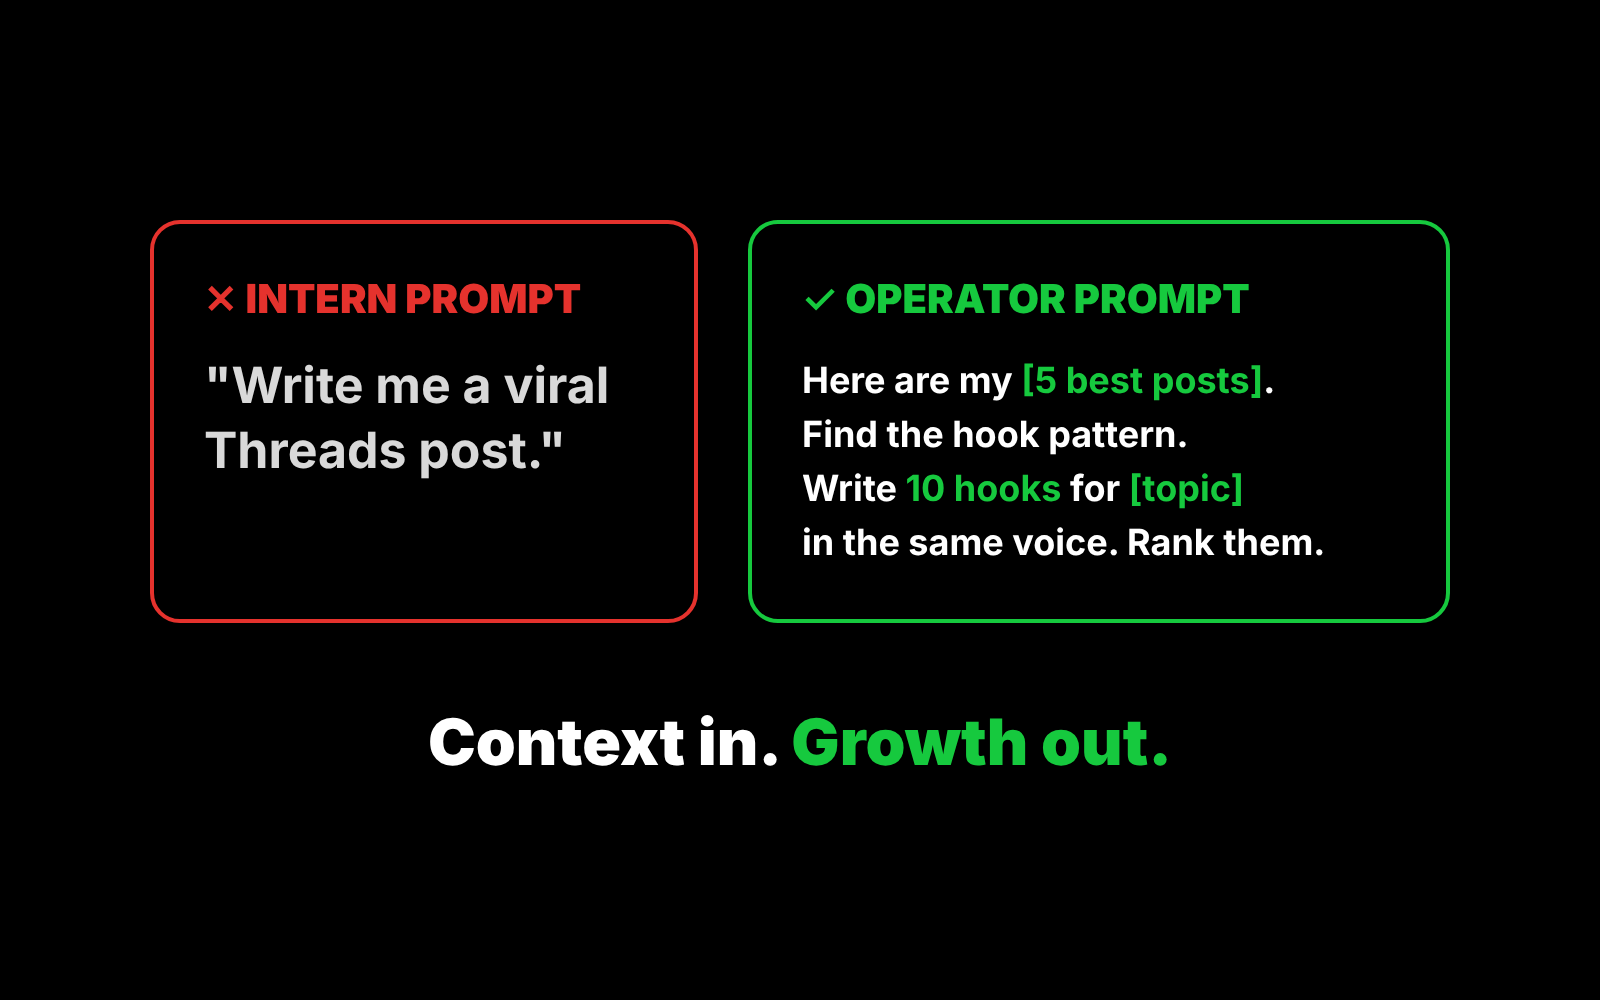 ✕ INTERN PROMPT
"Write me a viral
Threads post."
✓ OPERATOR PROMPT
Here are my [5 best posts].
Find the hook pattern.
Write 10 hooks for [topic]
in the same voice. Rank them.
Context in. Growth out.